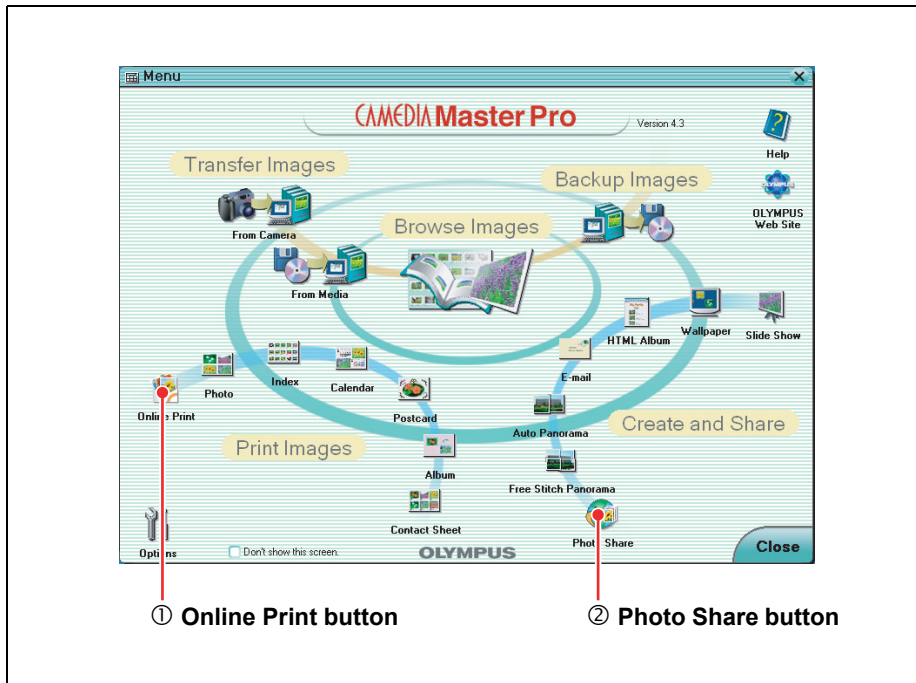 Menu
CAMEDIA Master Pro
Version 4.3
Help
OLYMPUS
Web Site
Transfer Images
From Camera
From Media
Browse Images
Backup Images
Online Print
Photo
Index
Calendar
Postcard
Album
Contact Sheet
Print Images
E-mail
HTML Album
Wallpaper
Slide Show
Auto Panorama
Free Stitch Panorama
Photo Share
Create and Share
Options
Don't show this screen.
OLYMPUS
Close
① Online Print button
② Photo Share button